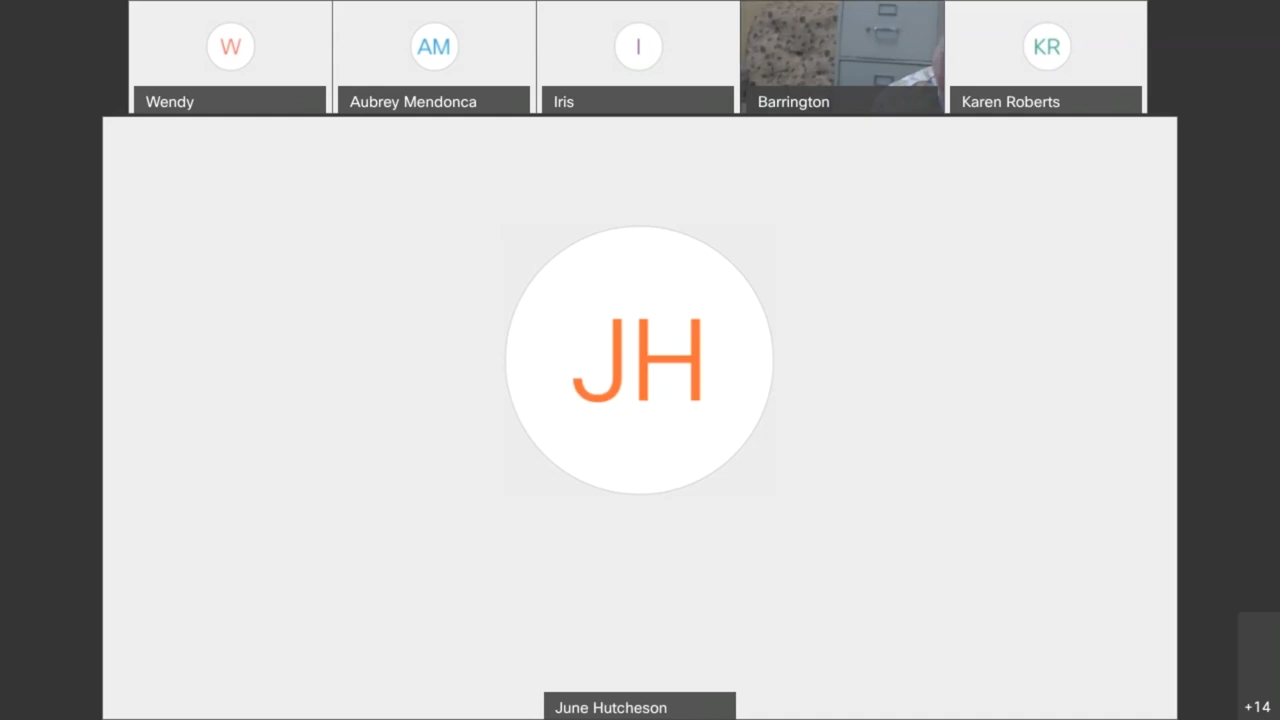 W
AM
I
KR
Wendy
Aubrey Mendonca
Iris
Barrington
Karen Roberts
JH
June Hutcheson
+14